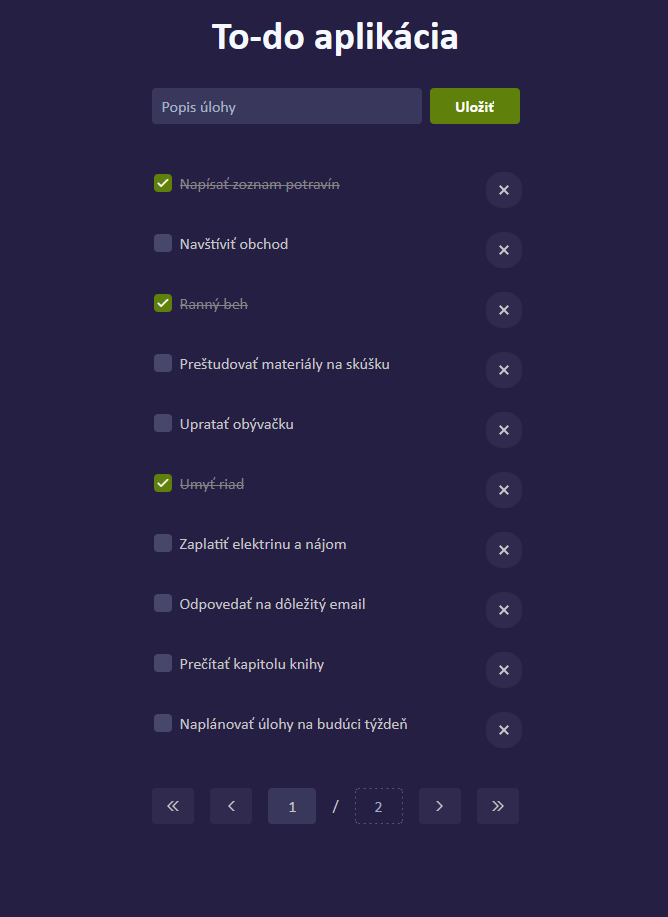 To-do aplikácia
Popis úlohy
Uložiť
Napísať zoznam potravín
Navštíviť obchod
Ranný beh
Preštudovať materiály na skúšku
Upratať obývačku
Umyť riad
Zaplatiť elektrinu a nájom
Odpovedať na dôležitý email
Prečítať kapitolu knihy
Naplánovať úlohy na budúci týždeň
« ‹ 1 / 2 › »